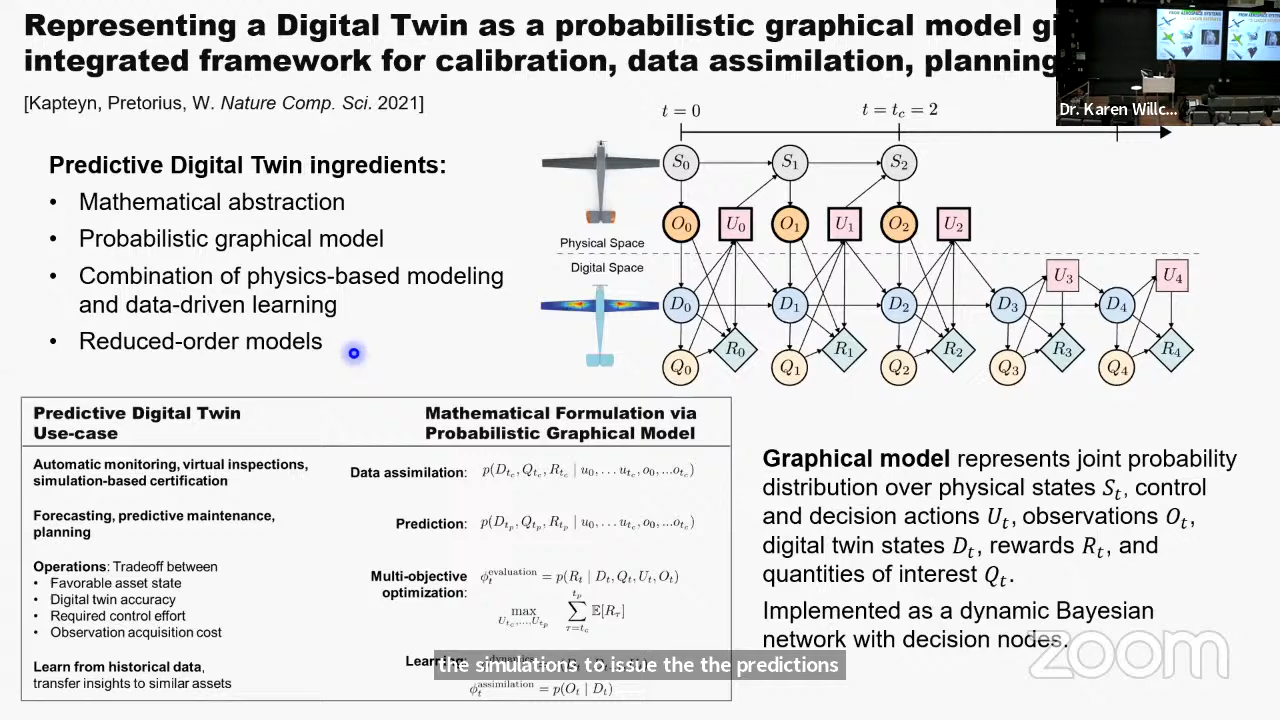 Representing a Digital Twin as a probabilistic graphical model gi
integrated framework for calibration, data assimilation, planning
[Kapteyn, Pretorius, W. Nature Comp. Sci. 2021]
Dr. Karen Willc...
t = 0
t = t_c = 2
Predictive Digital Twin ingredients:
• Mathematical abstraction
• Probabilistic graphical model
• Combination of physics-based modeling
and data-driven learning
• Reduced-order models
S_0 S_1 S_2
O_0 U_0 O_1 U_1 O_2 U_2
Physical Space
Digital Space
U_3 U_4
D_0 D_1 D_2 D_3 D_4
R_0 R_1 R_2 R_3 R_4
Q_0 Q_1 Q_2 Q_3 Q_4
Predictive Digital Twin
Use-case
Mathematical Formulation via
Probabilistic Graphical Model
Automatic monitoring, virtual inspections,
simulation-based certification
Data assimilation: p(D_{t_c}, Q_{t_c}, R_{t_c} | u_0, ... u_{t_c}, o_0, ...o_{t_c})
Forecasting, predictive maintenance,
planning
Prediction: p(D_{t_p}, Q_{t_p}, R_{t_p} | u_0, ... u_{t_c}, o_0, ...o_{t_c})
Operations: Tradeoff between
• Favorable asset state
• Digital twin accuracy
• Required control effort
• Observation acquisition cost
Multi-objective
optimization:
ϕ_t^{evaluation} = p(R_t | D_t, Q_t, U_t, O_t)
max_{U_{t_c},...,U_{t_p}} ∑_{τ=t_c}^{t_p} 𝔼[R_τ]
Learn from historical data,
transfer insights to similar assets
ϕ_t^{assimilation} = p(O_t | D_t)
Graphical model represents joint probability
distribution over physical states S_t, control
and decision actions U_t, observations O_t,
digital twin states D_t, rewards R_t, and
quantities of interest Q_t.
Implemented as a dynamic Bayesian
network with decision nodes.
the simulations to issue the the predictions
zoom